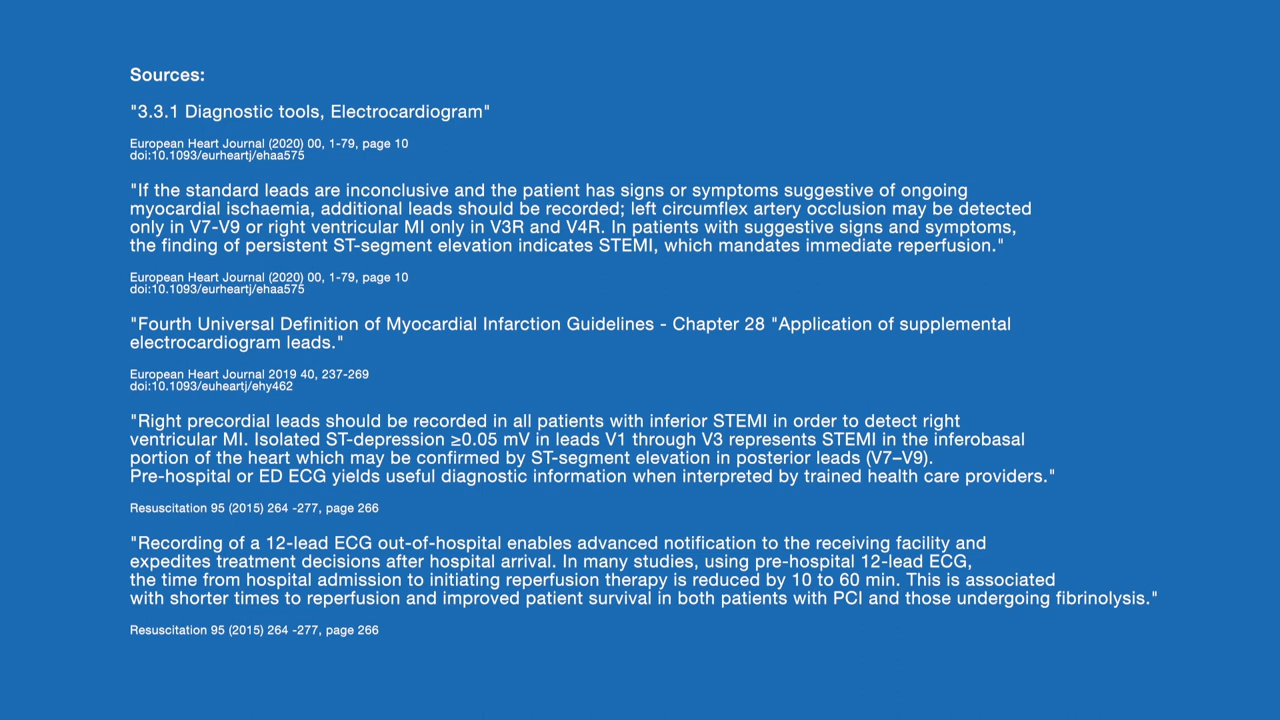 Sources:
"3.3.1 Diagnostic tools, Electrocardiogram"
European Heart Journal (2020) 00, 1-79, page 10
doi:10.1093/eurheartj/ehaa575
"If the standard leads are inconclusive and the patient has signs or symptoms suggestive of ongoing
myocardial ischaemia, additional leads should be recorded; left circumflex artery occlusion may be detected
only in V7-V9 or right ventricular MI only in V3R and V4R. In patients with suggestive signs and symptoms,
the finding of persistent ST-segment elevation indicates STEMI, which mandates immediate reperfusion."
European Heart Journal (2020) 00, 1-79, page 10
doi:10.1093/eurheartj/ehaa575
"Fourth Universal Definition of Myocardial Infarction Guidelines - Chapter 28 "Application of supplemental
electrocardiogram leads."
European Heart Journal 2019 40, 237-269
doi:10.1093/euheartj/ehy462
"Right precordial leads should be recorded in all patients with inferior STEMI in order to detect right
ventricular MI. Isolated ST-depression ≥0.05 mV in leads V1 through V3 represents STEMI in the inferobasal
portion of the heart which may be confirmed by ST-segment elevation in posterior leads (V7–V9).
Pre-hospital or ED ECG yields useful diagnostic information when interpreted by trained health care providers."
Resuscitation 95 (2015) 264 -277, page 266
"Recording of a 12-lead ECG out-of-hospital enables advanced notification to the receiving facility and
expedites treatment decisions after hospital arrival. In many studies, using pre-hospital 12-lead ECG,
the time from hospital admission to initiating reperfusion therapy is reduced by 10 to 60 min. This is associated
with shorter times to reperfusion and improved patient survival in both patients with PCI and those undergoing fibrinolysis."
Resuscitation 95 (2015) 264 -277, page 266